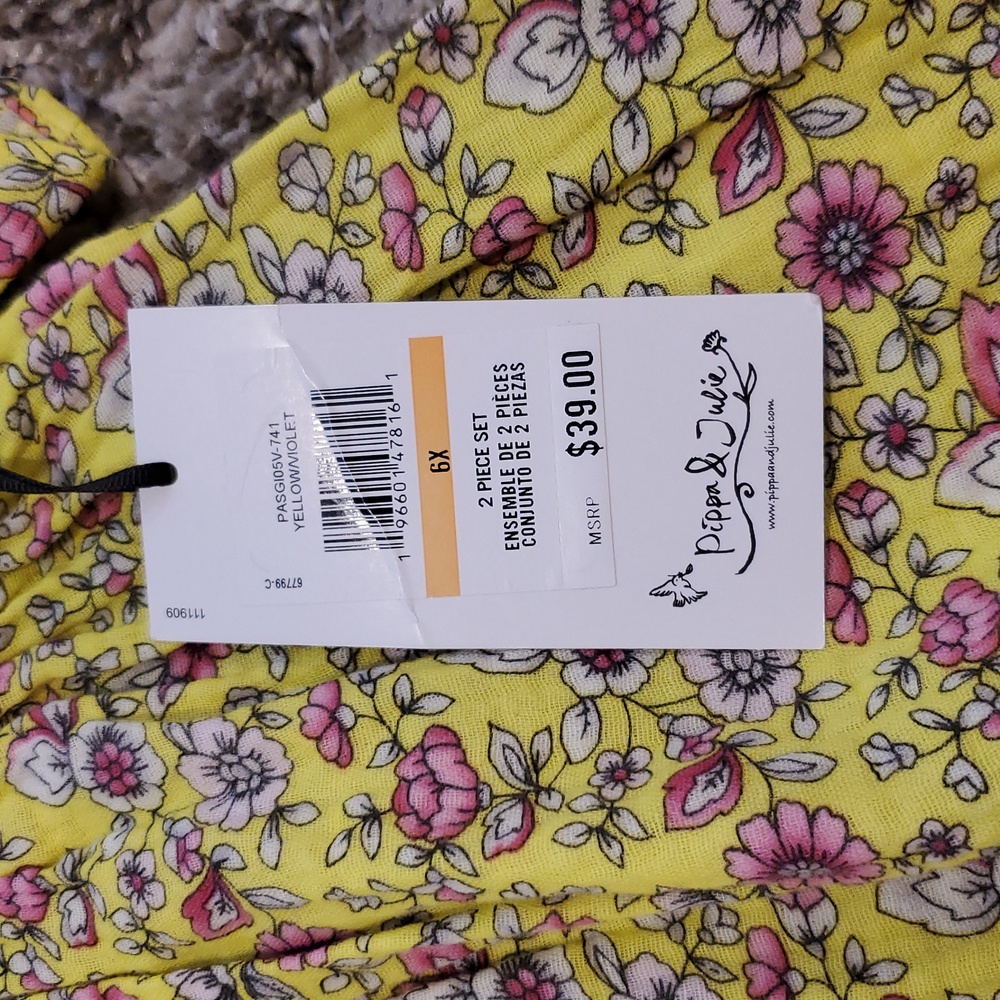 111909
67799-C
PASGI05V-741
YELLOW/VIOLET
1 96601 47816 1
6X
2 PIECE SET
ENSEMBLE DE 2 PIÈCES
CONJUNTO DE 2 PIEZAS
MSRP $39.00
Pippa & Julie
www.pippaandjulie.com